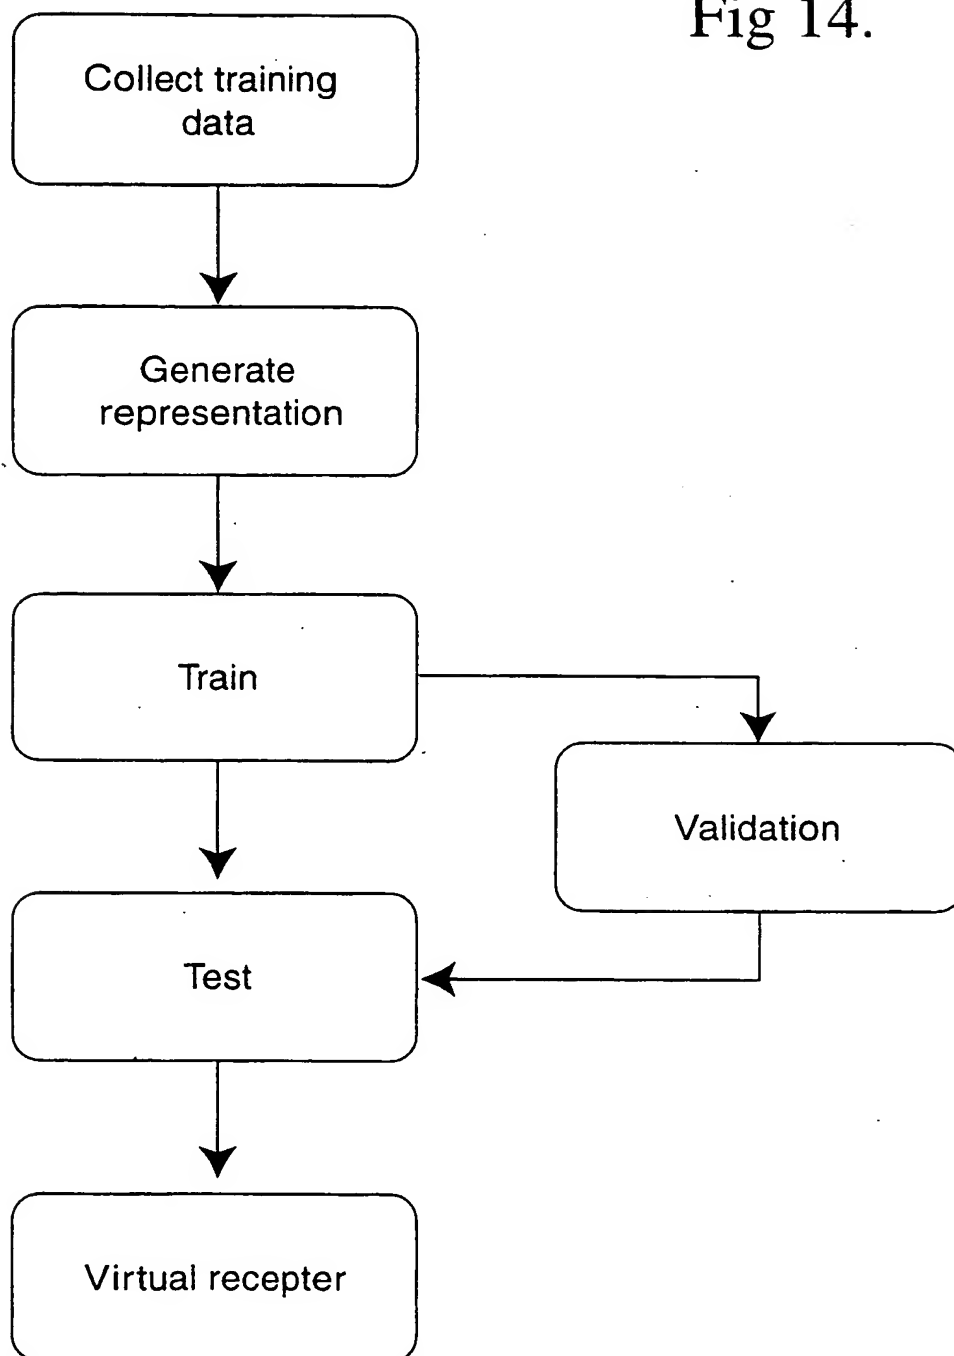 Fig 14.
Collect training
data
Generate
representation
Train
Validation
Test
Virtual recepter